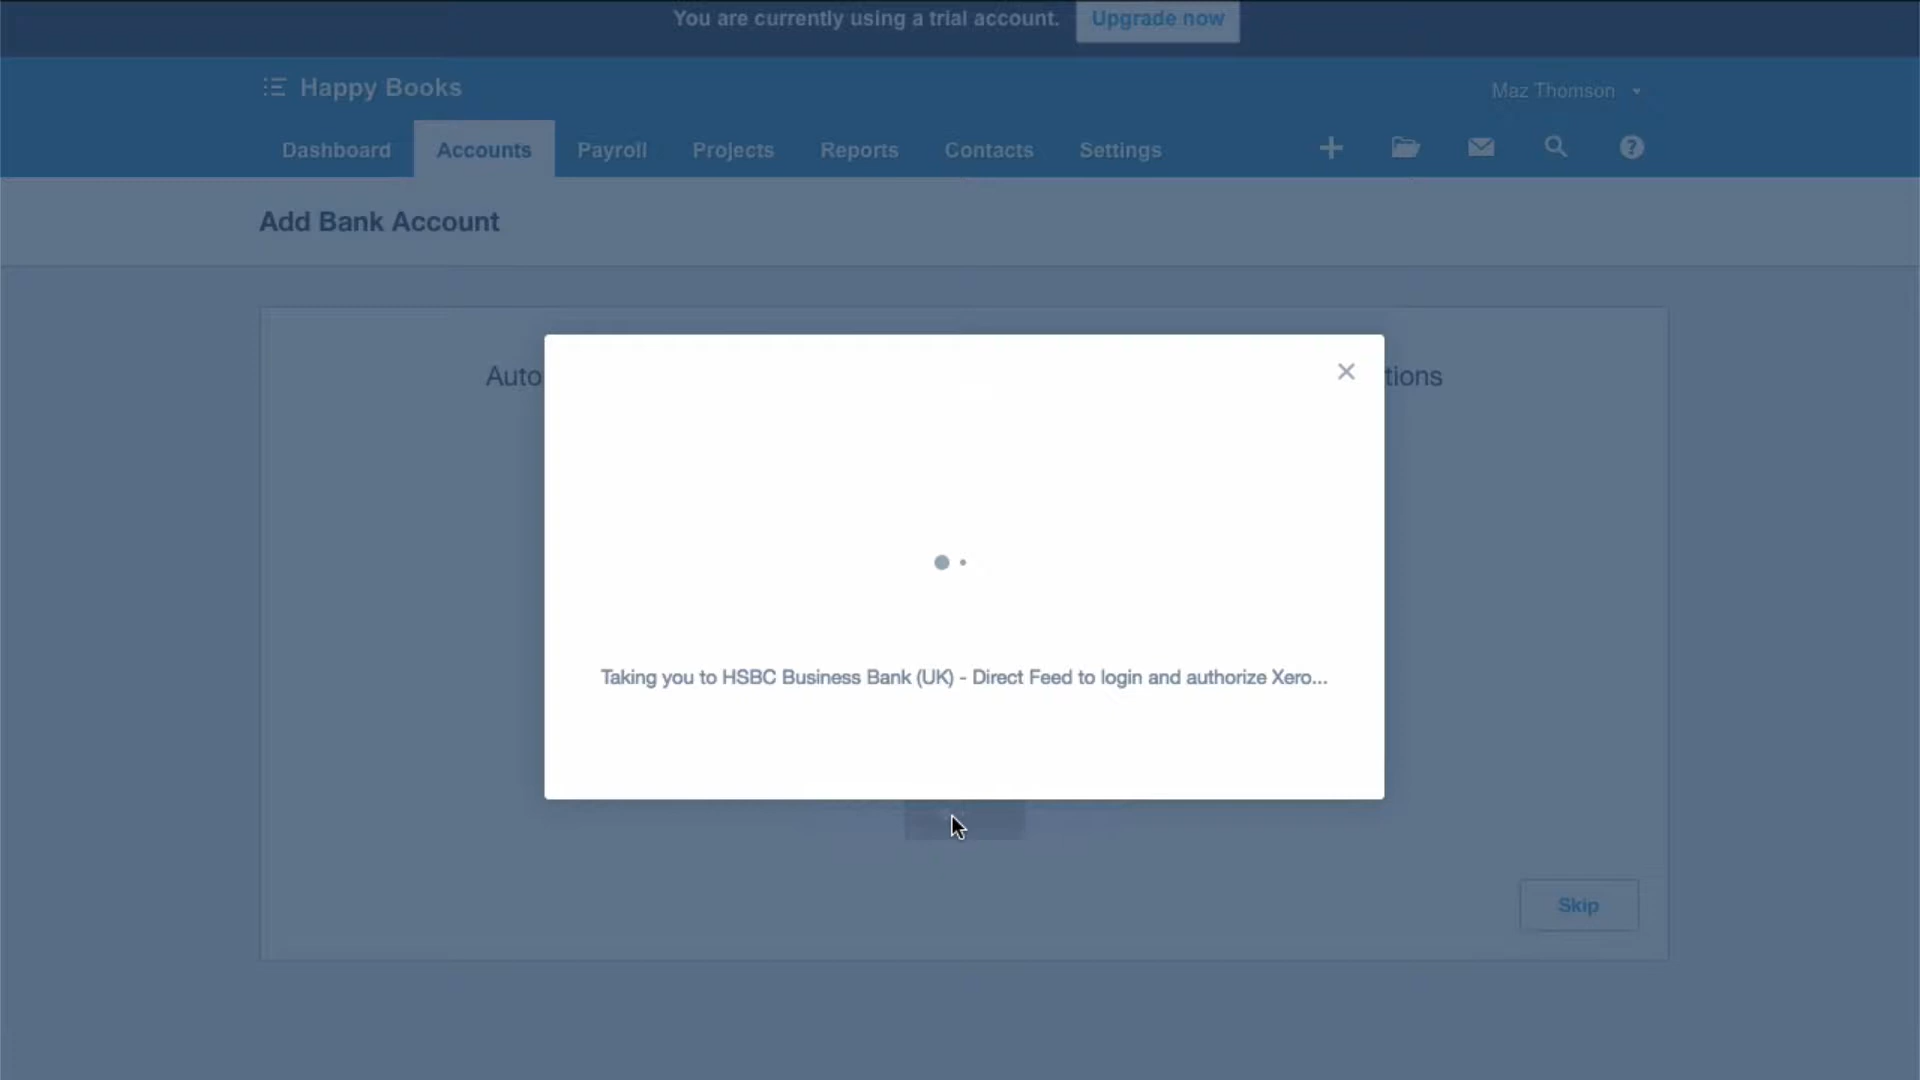 You are currently using a trial account. Upgrade now
Happy Books
Maz Thomson
Dashboard Accounts Payroll Projects Reports Contacts Settings
Add Bank Account
Auto tions
Taking you to HSBC Business Bank (UK) - Direct Feed to login and authorize Xero...
Skip